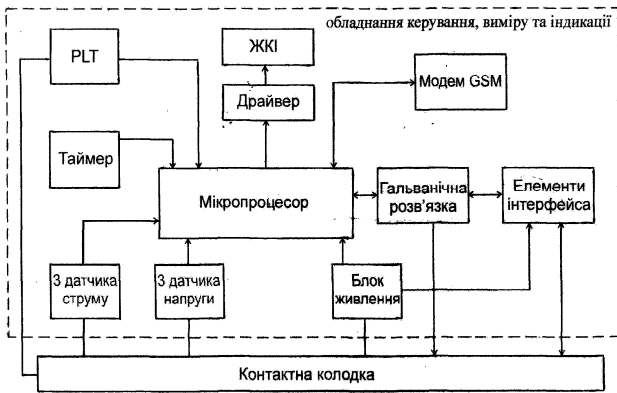 обладнання керування, виміру та індикації
PLT
ЖКІ
Модем GSM
Драйвер
Таймер
Мікропроцесор
Гальванічна
розв'язка
Елементи
інтерфейса
3 датчика
струму
3 датчика
напруги
Блок
живлення
Контактна колодка